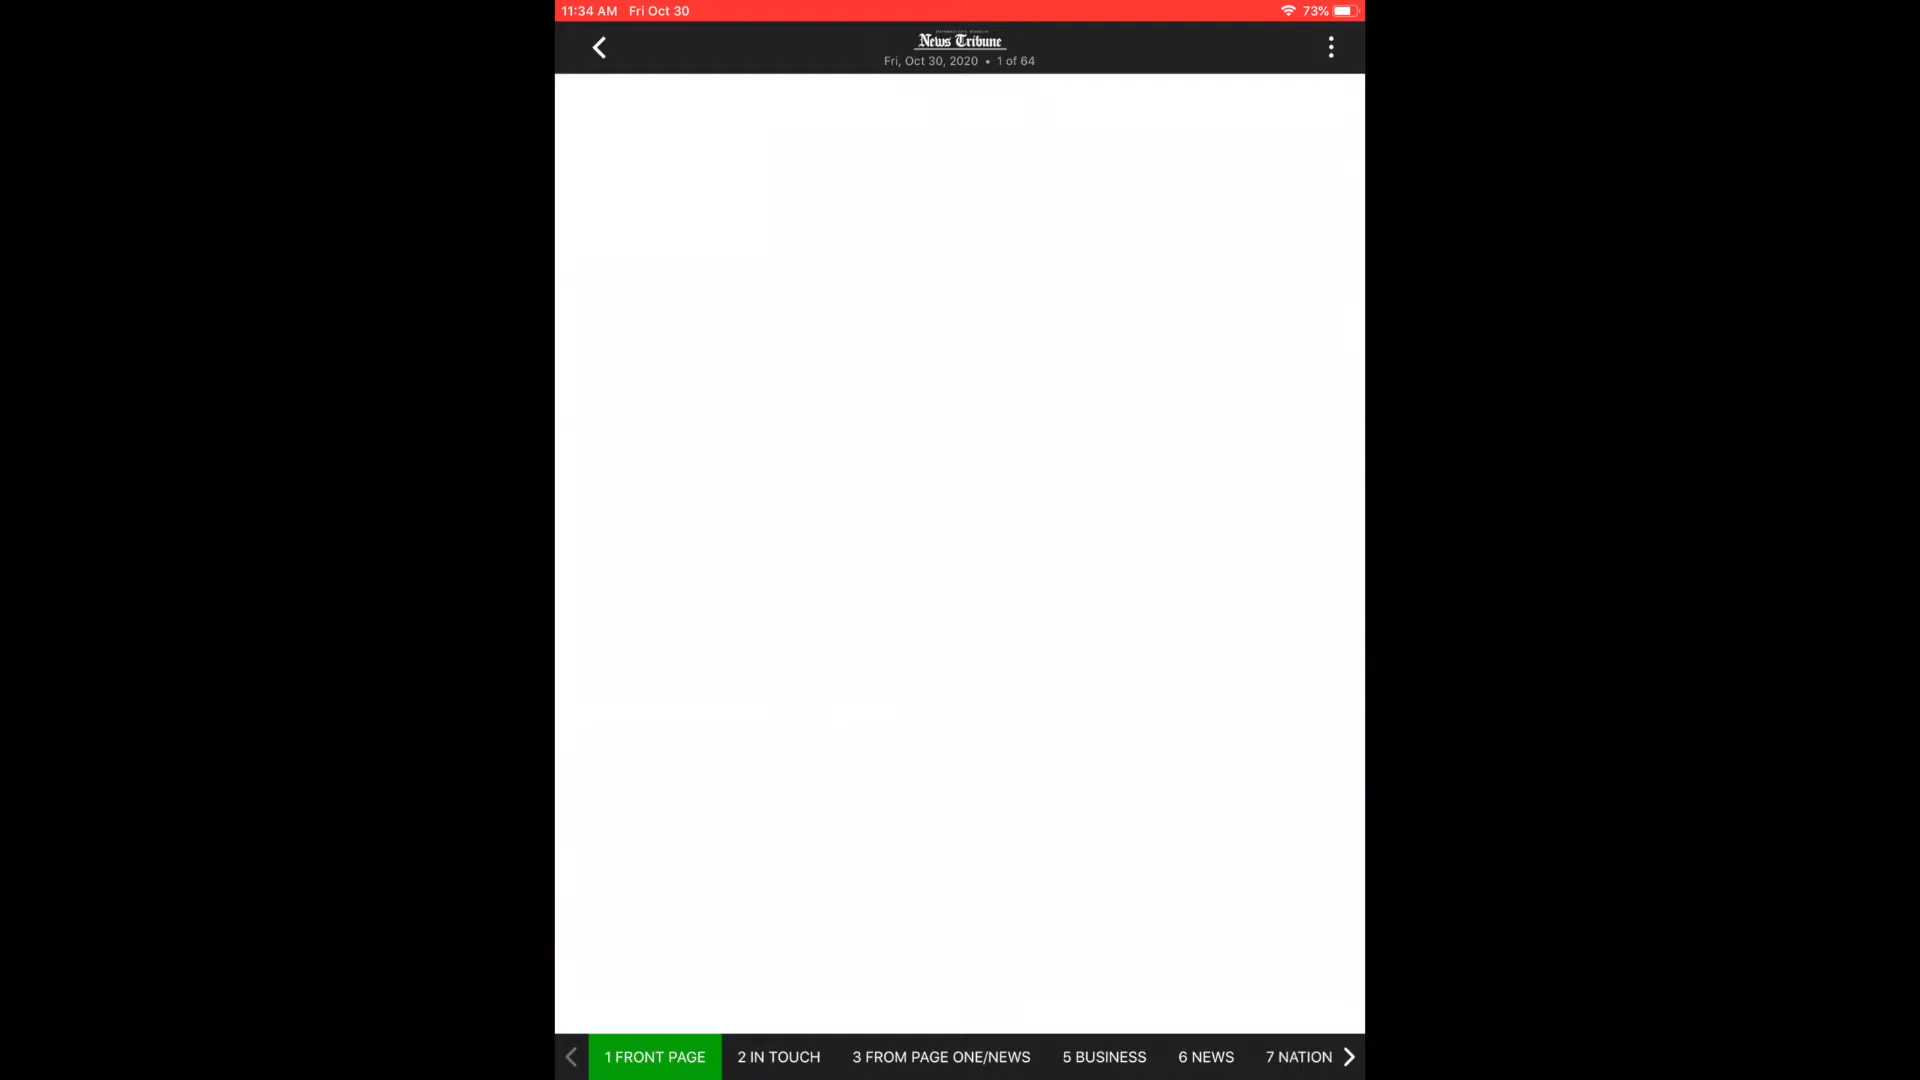 11:34 AM Fri Oct 30
73%
News Tribune
Fri, Oct 30, 2020 • 1 of 64
1 FRONT PAGE
2 IN TOUCH
3 FROM PAGE ONE/NEWS
5 BUSINESS
6 NEWS
7 NATION